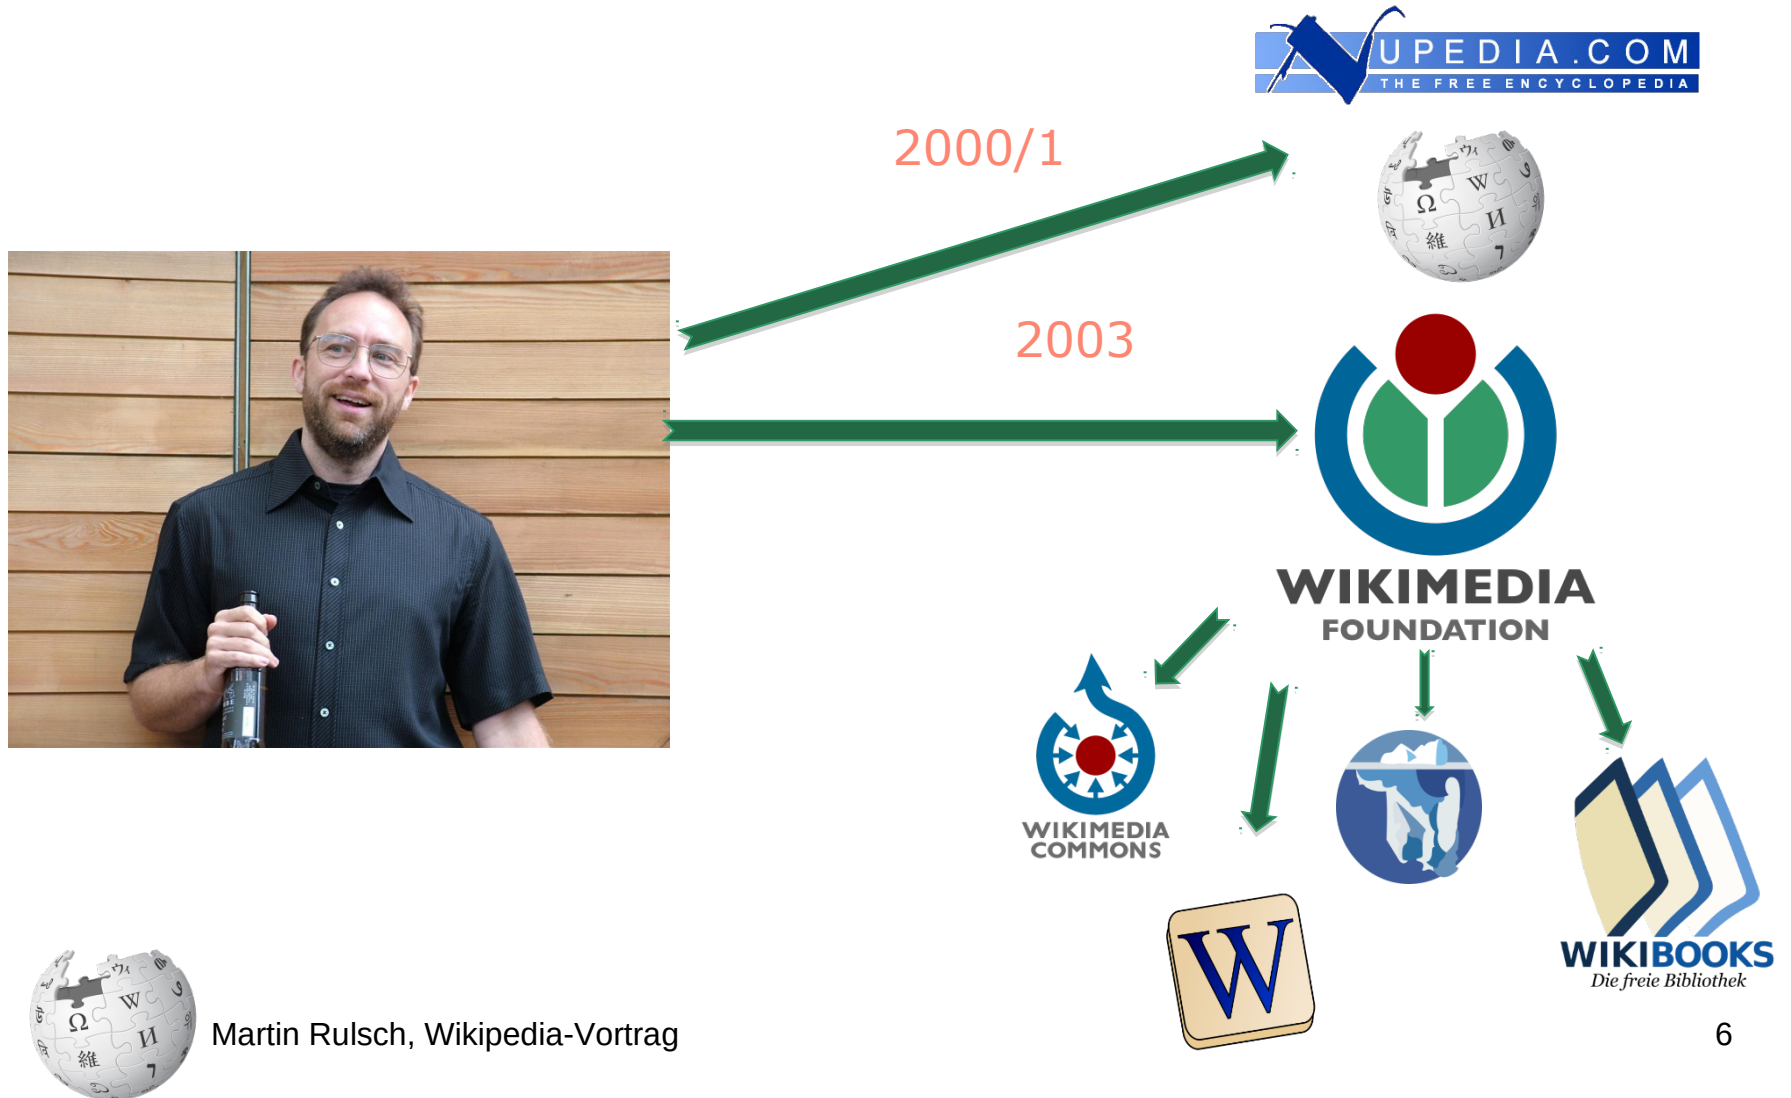 UPEDIA.COM
THE FREE ENCYCLOPEDIA
2000/1
2003
WIKIMEDIA
FOUNDATION
WIKIMEDIA
COMMONS
W
WIKIBOOKS
Die freie Bibliothek
Martin Rulsch, Wikipedia-Vortrag
6